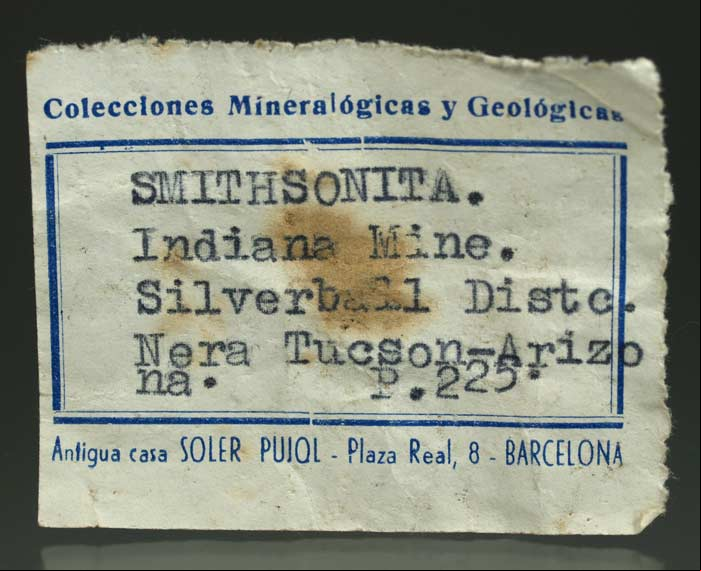 Colecciones Mineralógicas y Geológicas
SMITHSONITA.
Indiana Mine.
Silverball Distc.
Nera Tucson-Arizo
na. P.225.
Antigua casa SOLER PUJOL - Plaza Real, 8 - BARCELONA